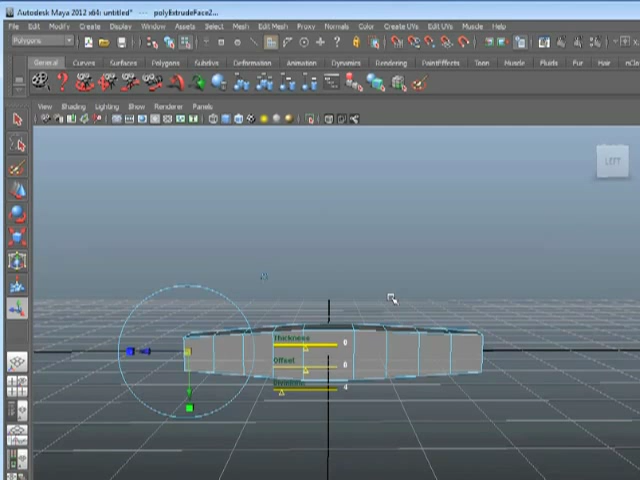 Autodesk Maya 2012 x64: untitled* --- polyExtrudeFace2...
File Edit Modify Create Display Window Assets Select Mesh Edit Mesh Proxy Normals Color Create UVs Edit UVs Muscle Help
Polygons
General Curves Surfaces Polygons Subdivs Deformation Animation Dynamics Rendering PaintEffects Toon Muscle Fluids Fur Hair
View Shading Lighting Show Renderer Panels
LEFT
Thickness 0
Offset 0
Divisions 4